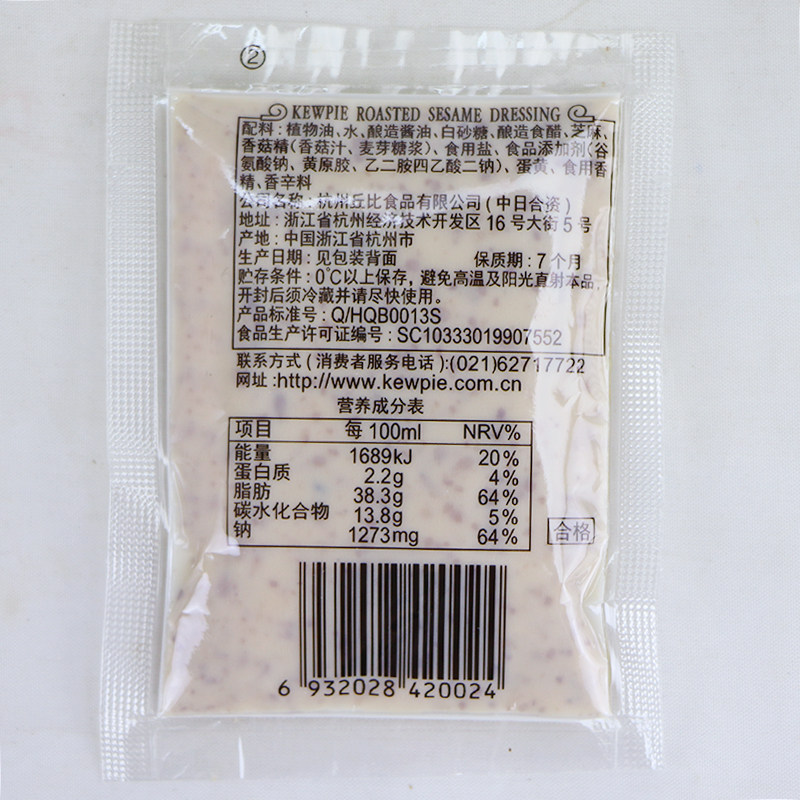 ②
KEWPIE ROASTED SESAME DRESSING
配料:植物油、水、酿造酱油、白砂糖、酿造食醋、芝麻、
香菇精(香菇汁、麦芽糖浆)、食用盐、食品添加剂(谷
氨酸钠、黄原胶、乙二胺四乙酸二钠)、蛋黄、食用香
精、香辛料
公司名称:杭州丘比食品有限公司(中日合资)
地址:浙江省杭州经济技术开发区16号大街5号
产地:中国浙江省杭州市
生产日期:见包装背面 保质期:7个月
贮存条件:0℃以上保存,避免高温及阳光直射本品,
开封后须冷藏并请尽快使用。
产品标准号:Q/HQB0013S
食品生产许可证编号:SC10333019907552
联系方式(消费者服务电话):(021)62717722
网址:http://www.kewpie.com.cn
营养成分表
项目 每100ml NRV%
能量 1689kJ 20%
蛋白质 2.2g 4%
脂肪 38.3g 64%
碳水化合物 13.8g 5%
钠 1273mg 64%
合格
6 932028 420024